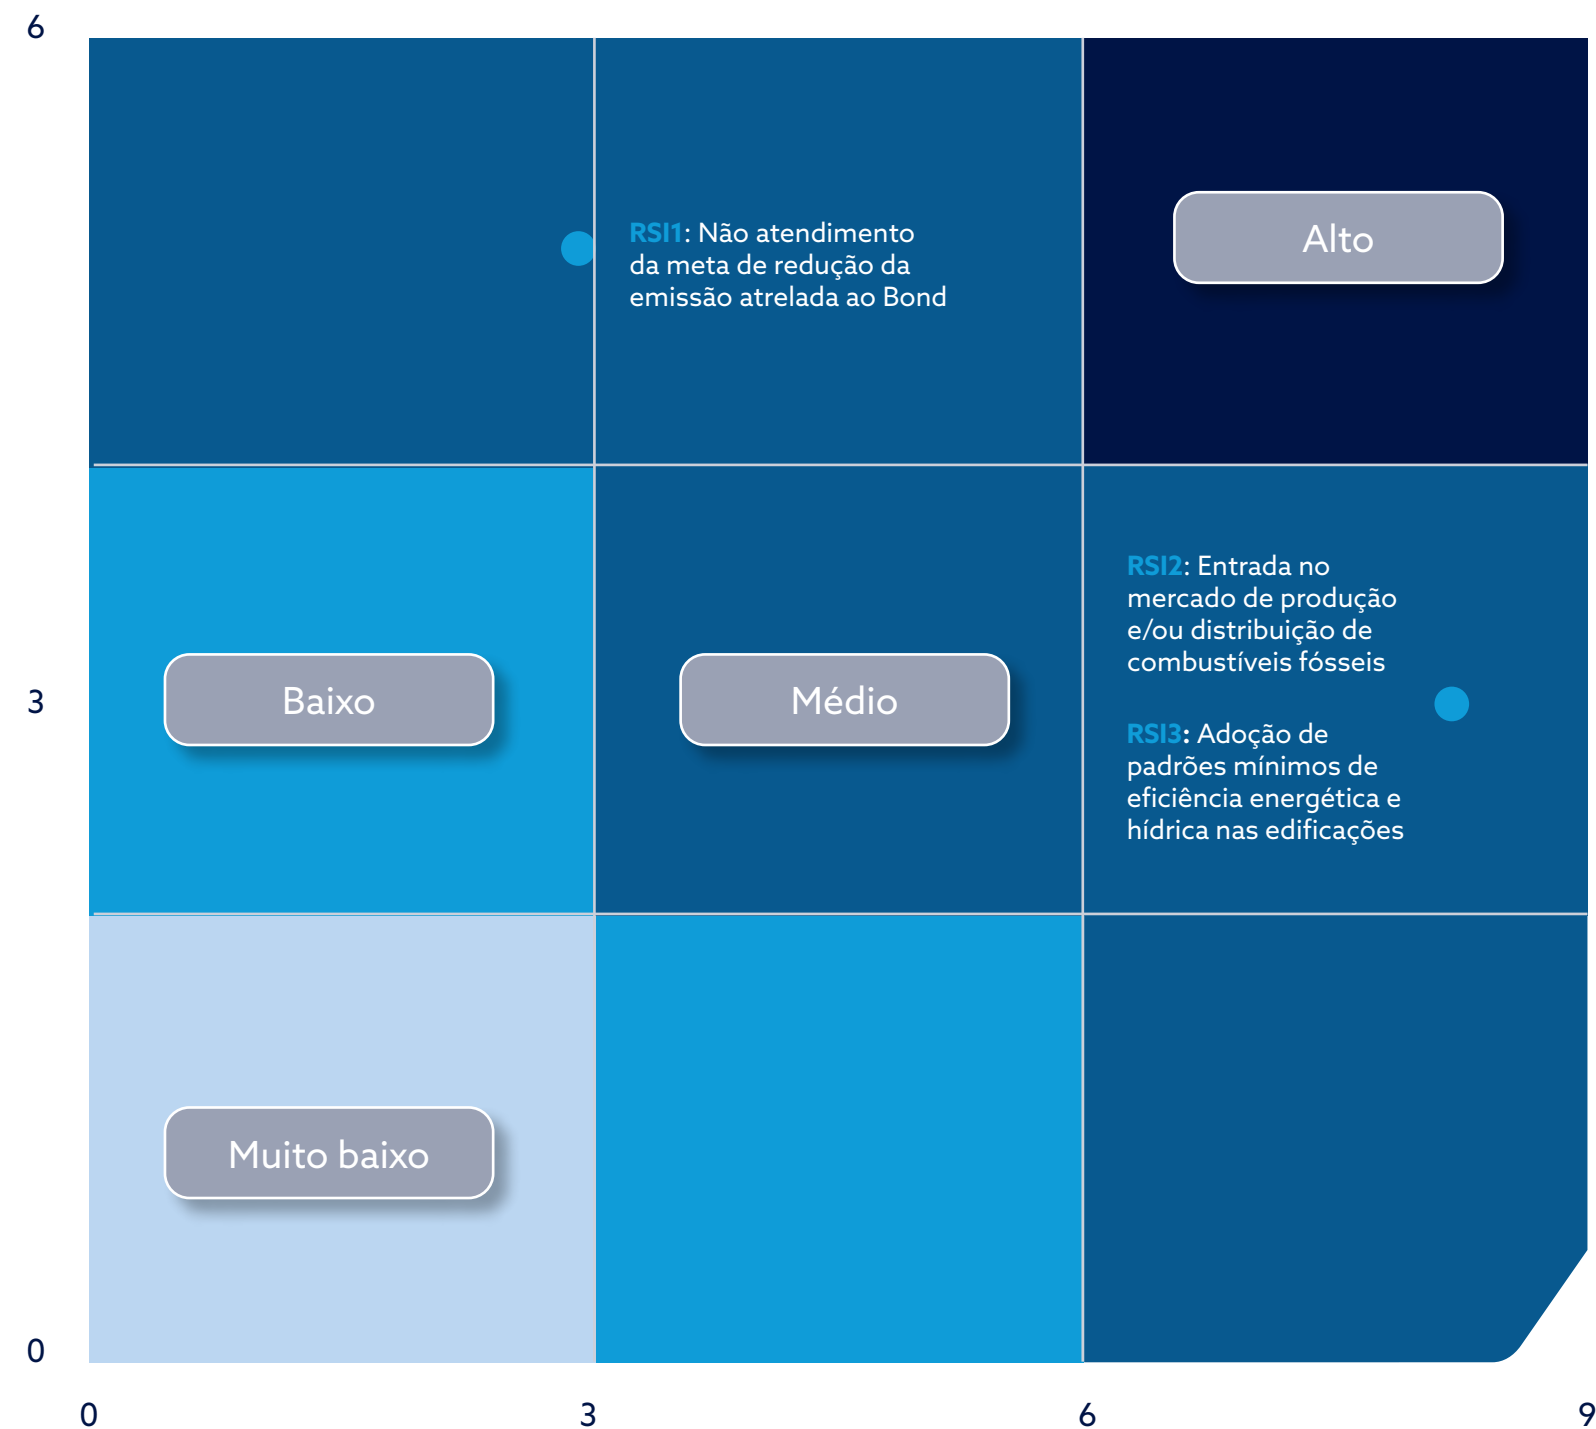 6
RSI1: Não atendimento
da meta de redução da
emissão atrelada ao Bond
Alto
3
Baixo
Médio
RSI2: Entrada no
mercado de produção
e/ou distribuição de
combustíveis fósseis
RSI3: Adoção de
padrões mínimos de
eficiência energética e
hídrica nas edificações
Muito baixo
0
0 3 6 9